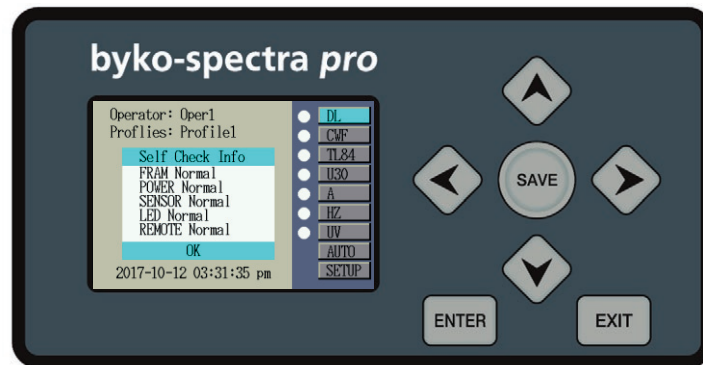 byko-spectra pro
Operator: Oper1
Proflies: Profile1
Self Check Info
FRAM Normal
POWER Normal
SENSOR Normal
LED Normal
REMOTE Normal
OK
2017-10-12 03:31:35 pm
DL
CWF
TL84
U30
A
HZ
UV
AUTO
SETUP
SAVE
ENTER
EXIT